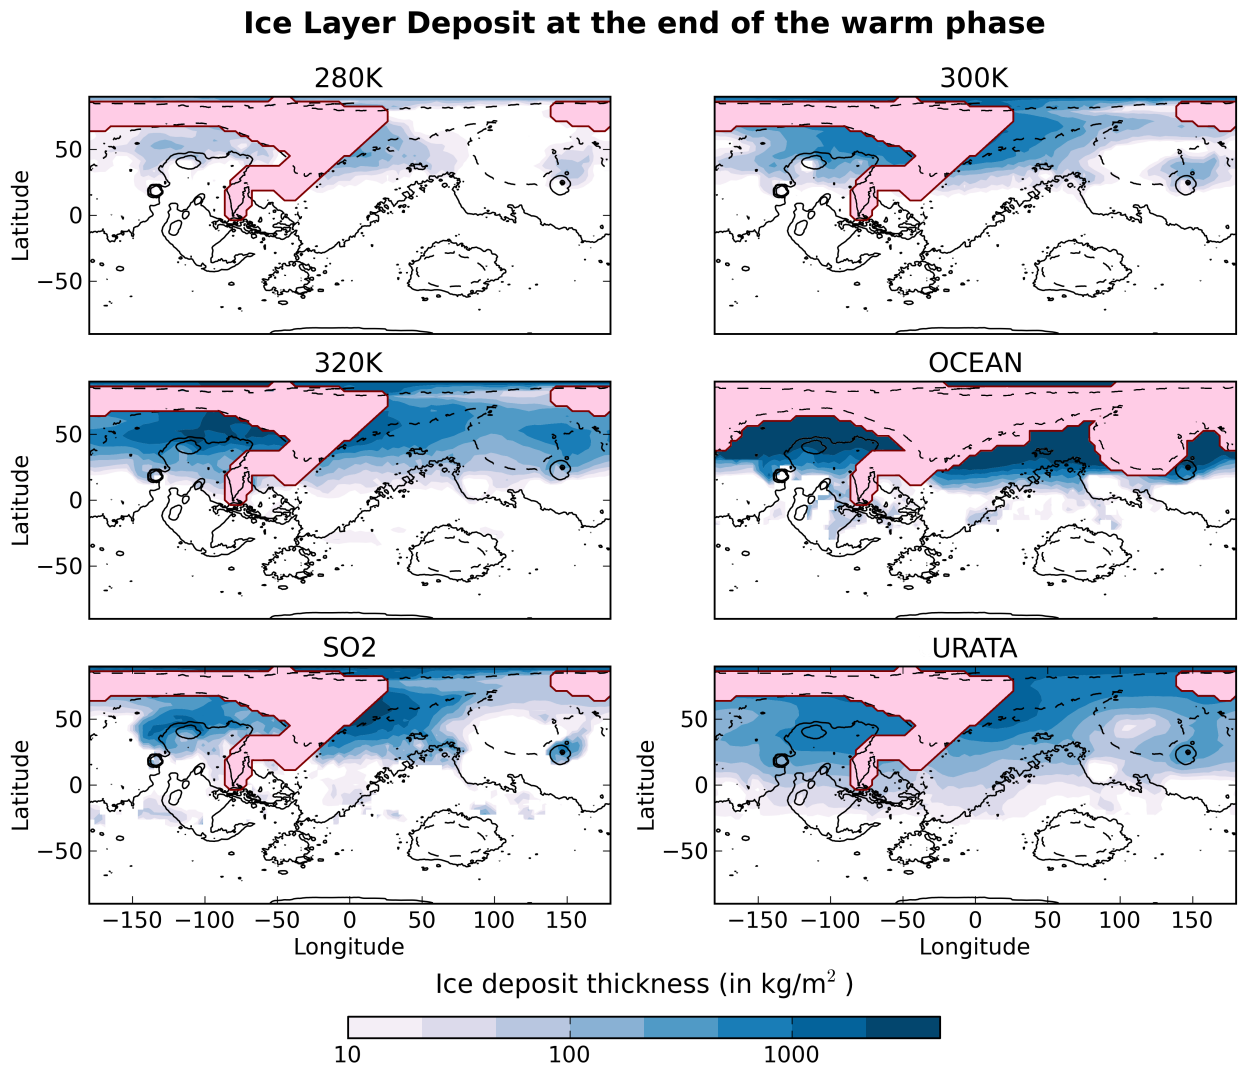 Ice Layer Deposit at the end of the warm phase
280K
300K
Latitude
50
0
−50
320K
OCEAN
Latitude
50
0
−50
SO2
URATA
Latitude
50
0
−50
Latitude
50
0
−50
−150 −100 −50 0 50 100 150
Longitude
−150 −100 −50 0 50 100 150
Longitude
Ice deposit thickness (in kg/m² )
10 100 1000